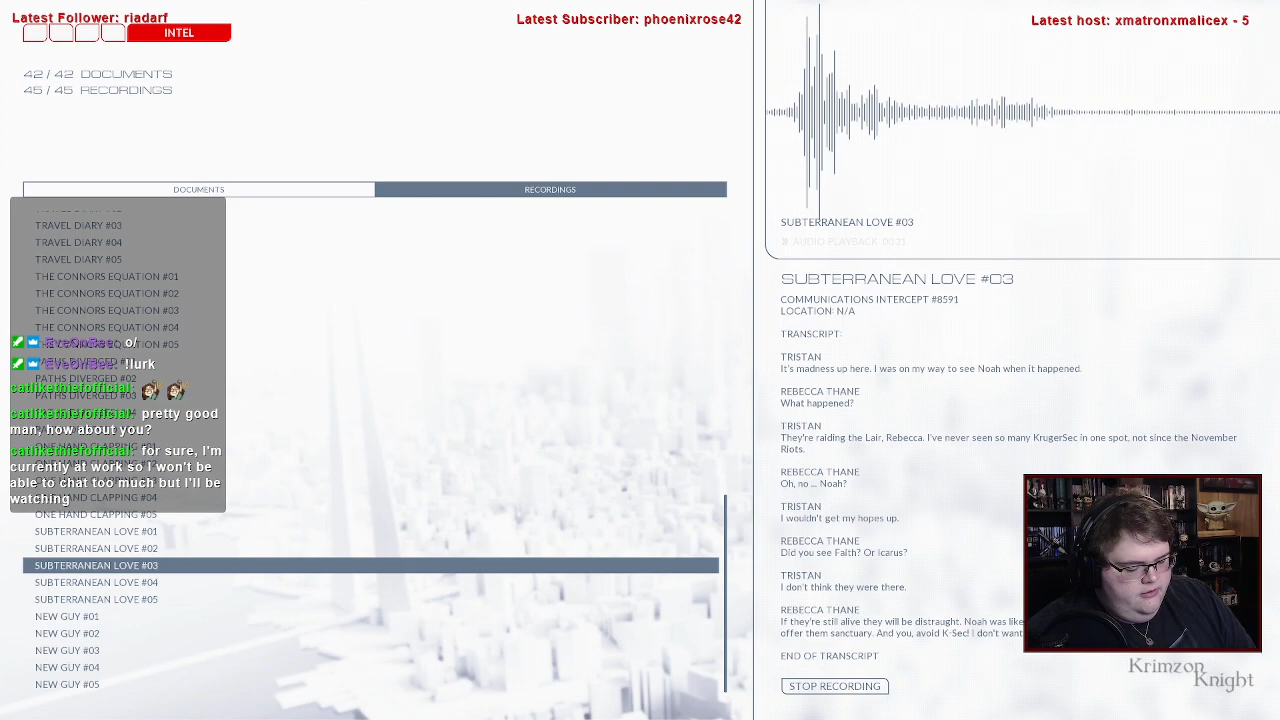 Latest Follower: riadarf
Latest Subscriber: phoenixrose42
Latest host: xmatronxmalicex - 5
INTEL
42 / 42 DOCUMENTS
45 / 45 RECORDINGS
DOCUMENTS
RECORDINGS
TRAVEL DIARY #03
TRAVEL DIARY #04
TRAVEL DIARY #05
THE CONNORS EQUATION #01
THE CONNORS EQUATION #02
THE CONNORS EQUATION #03
THE CONNORS EQUATION #04
EveOnBee: o/
EveOnBee: !lurk
PATHS DIVERGED #02
PATHS DIVERGED #03
catlikethiefofficial:
catlikethiefofficial: pretty good
man, how about you?
catlikethiefofficial: for sure, I'm
currently at work so I won't be
able to chat too much but I'll be
watching
HAND CLAPPING #04
ONE HAND CLAPPING #05
SUBTERRANEAN LOVE #01
SUBTERRANEAN LOVE #02
SUBTERRANEAN LOVE #03
SUBTERRANEAN LOVE #04
SUBTERRANEAN LOVE #05
NEW GUY #01
NEW GUY #02
NEW GUY #03
NEW GUY #04
NEW GUY #05
SUBTERRANEAN LOVE #03
AUDIO PLAYBACK 00:21
SUBTERRANEAN LOVE #03
COMMUNICATIONS INTERCEPT #8591
LOCATION: N/A
TRANSCRIPT:
TRISTAN
It's madness up here. I was on my way to see Noah when it happened.
REBECCA THANE
What happened?
TRISTAN
They're raiding the Lair, Rebecca. I've never seen so many KrugerSec in one spot, not since the November
Riots.
REBECCA THANE
Oh, no ... Noah?
TRISTAN
I wouldn't get my hopes up.
REBECCA THANE
Did you see Faith? Or Icarus?
TRISTAN
I don't think they were there.
REBECCA THANE
If they're still alive they will be distraught. Noah was like
offer them sanctuary. And you, avoid K-Sec! I don't want
END OF TRANSCRIPT
STOP RECORDING
Krimzon
Knight